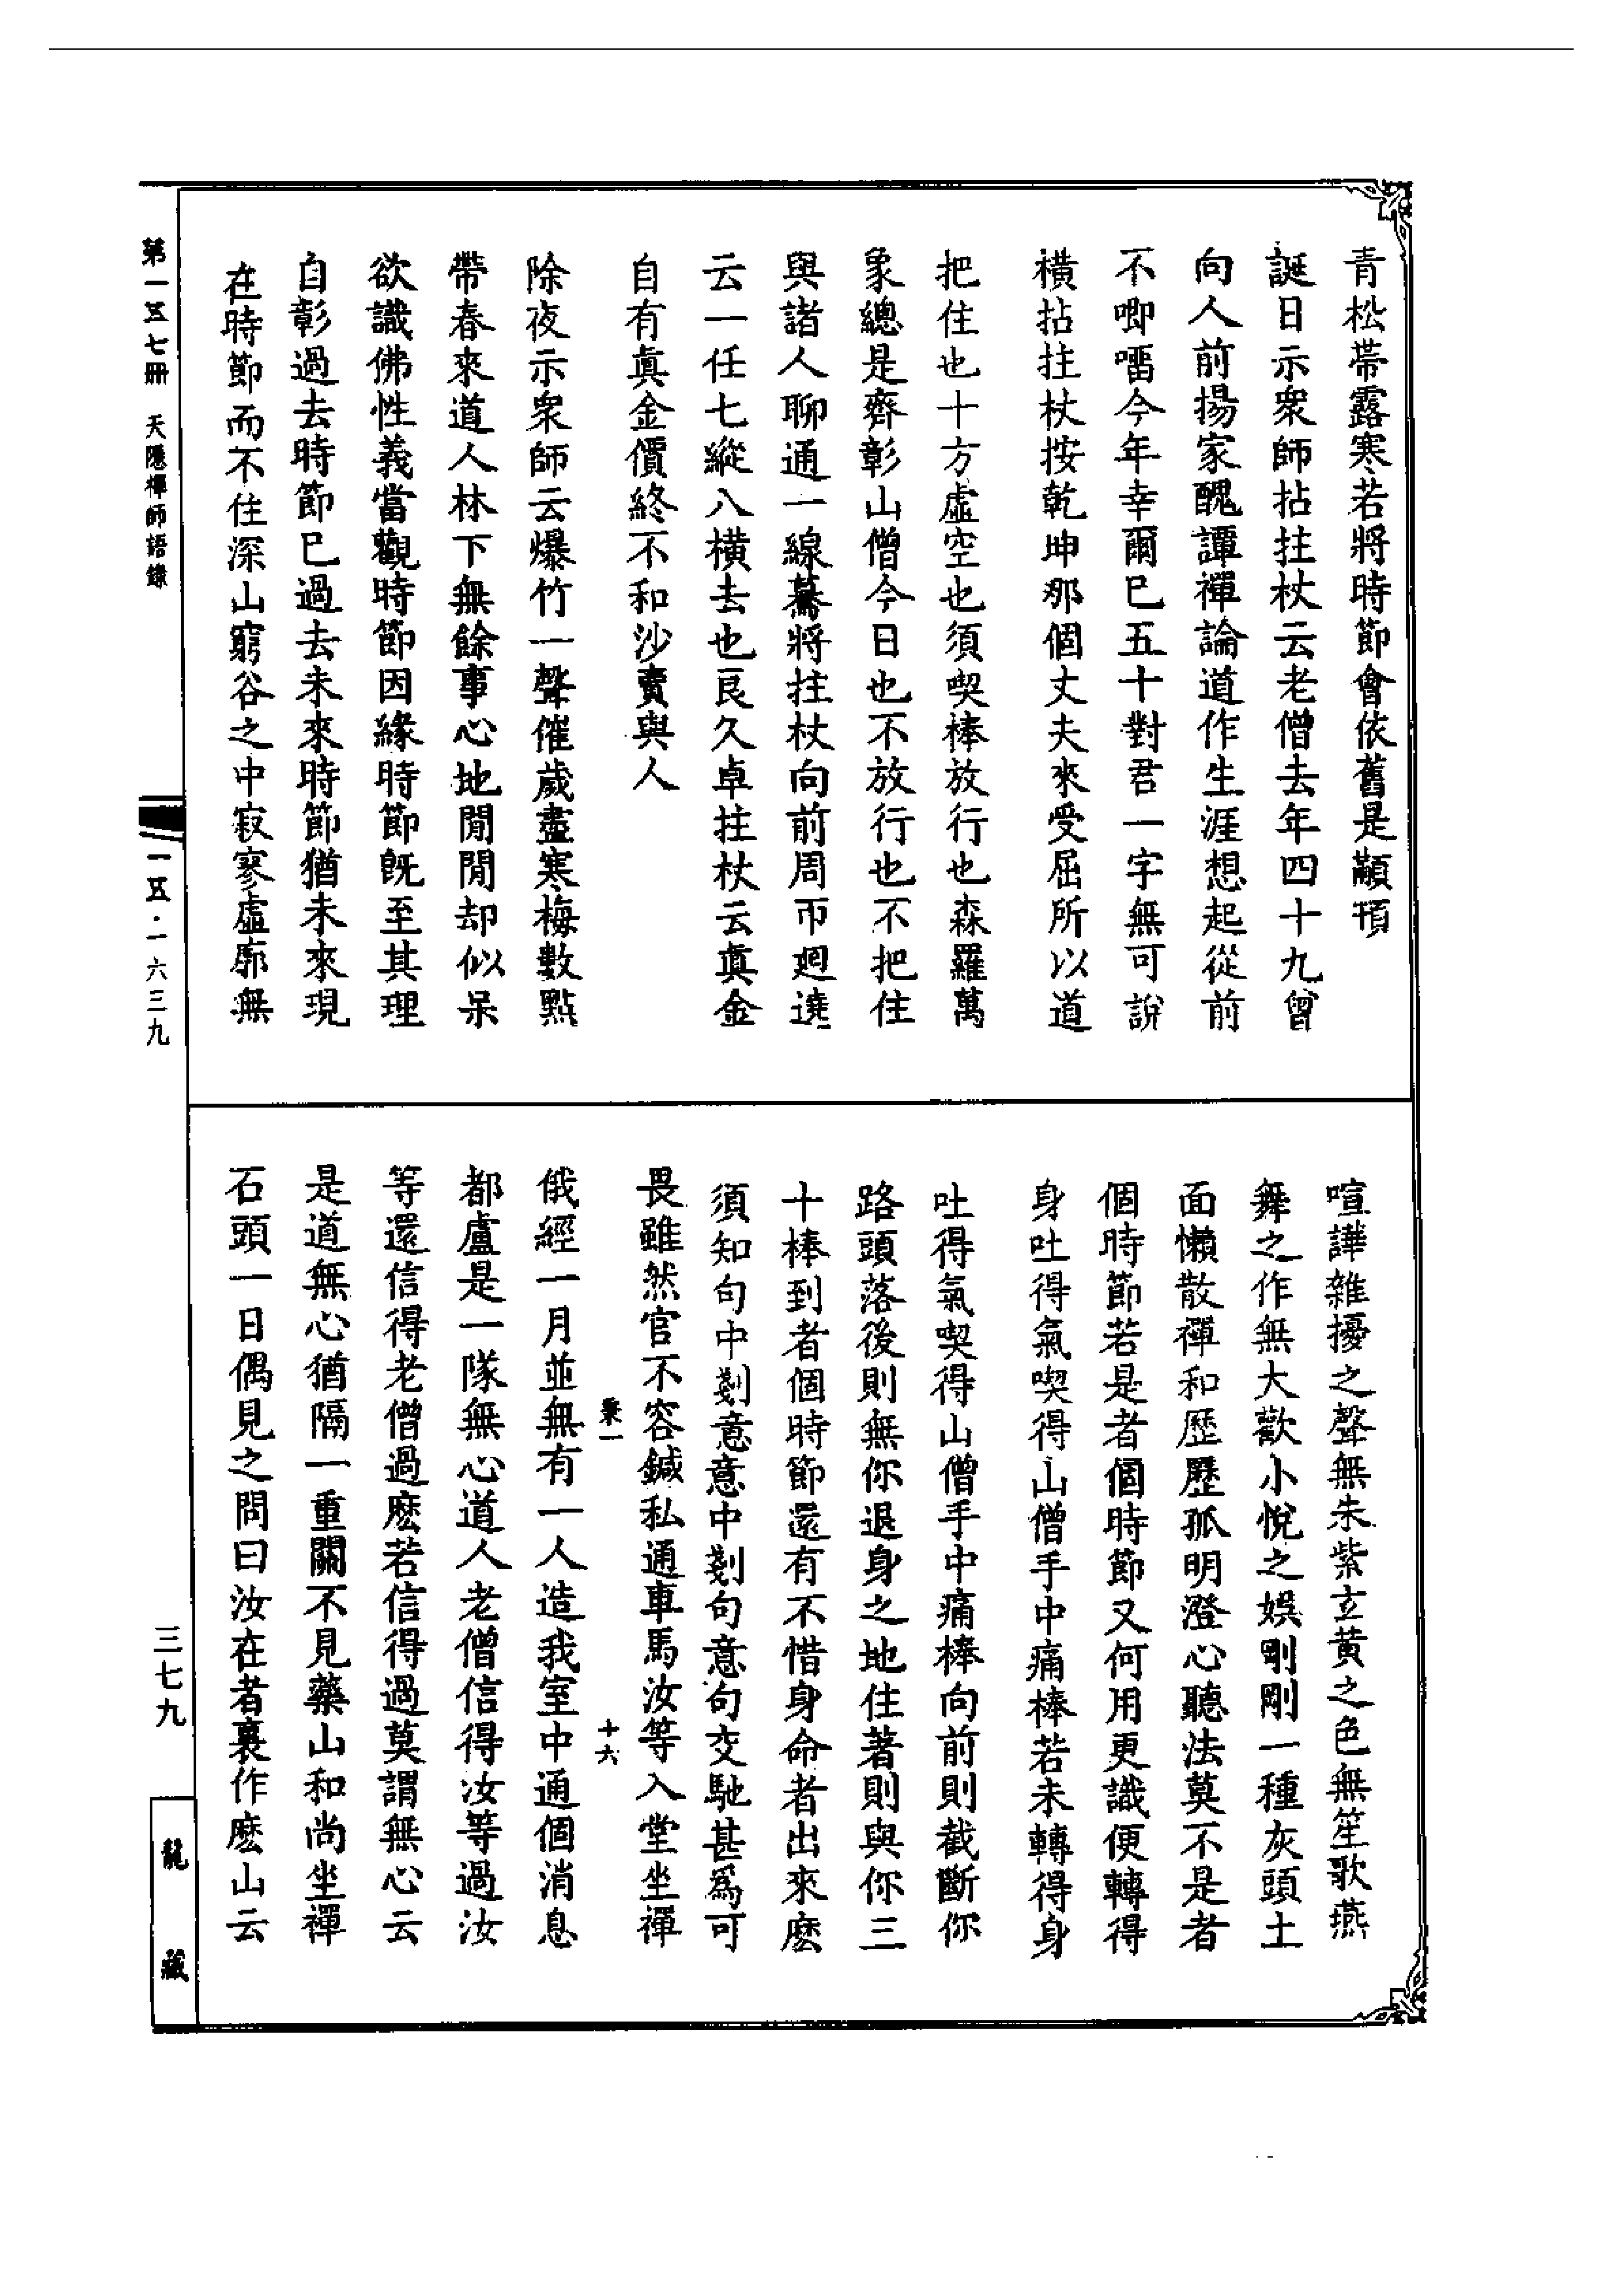 青松帶露寒若將時節會依舊是顢頇
誕日示衆師拈拄杖云老僧去年四十九曾
向人前揚家醜譚禪論道作生涯想起從前
不唧㗻今年幸爾巳五十對君一字無可說
橫拈拄杖按乾坤那個丈夫來受屈所以道
把住也十方虛空也須喫棒放行也森羅萬
象總是齊彰山僧今日也不放行也不把住
與諸人聊通一線驀將拄杖向前周帀迴遶
云一任七縱八橫去也良久卓拄杖云眞金
自有眞金價終不和沙賣與人
除夜示衆師云爆竹一聲催歲盡寒梅數點
帶春來道人林下無餘事心地閒閒却似呆
欲識佛性義當觀時節因緣時節旣至其理
自彰過去時節巳過去未來時節猶未來現
在時節而不住深山窮谷之中寂寥虛廓無
喧譁雜擾之聲無朱紫玄黃之色無笙歌燕
舞之作無大歡小悅之娛剛剛一種灰頭土
面懶散禪和歷歷孤明澄心聽法莫不是者
個時節若是者個時節又何用更識便轉得
身吐得氣喫得山僧手中痛棒若未轉得身
吐得氣喫得山僧手中痛棒向前則截斷你
路頭落後則無你退身之地住著則與你三
十棒到者個時節還有不惜身命者出來麽
須知句中剗意意中剗句意句交馳甚爲可
畏雖然官不容鍼私通車馬汝等入堂坐禪
秉一
十六
俄經一月並無有一人造我室中通個消息
都盧是一隊無心道人老僧信得汝等過汝
等還信得老僧過麽若信得過莫謂無心云
是道無心猶隔一重關不見藥山和尚坐禪
石頭一日偶見之問曰汝在者裏作麽山云
第一五七冊 天隱禪師語錄
一五·一六三九
三七九
龍藏